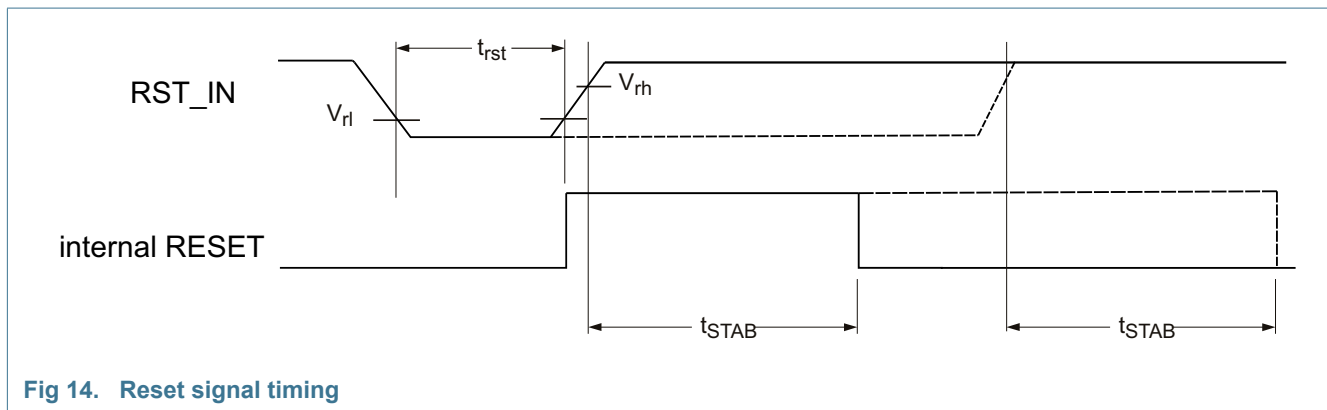 t_rst
RST_IN
V_rl
V_rh
internal RESET
t_STAB
t_STAB
Fig 14. Reset signal timing